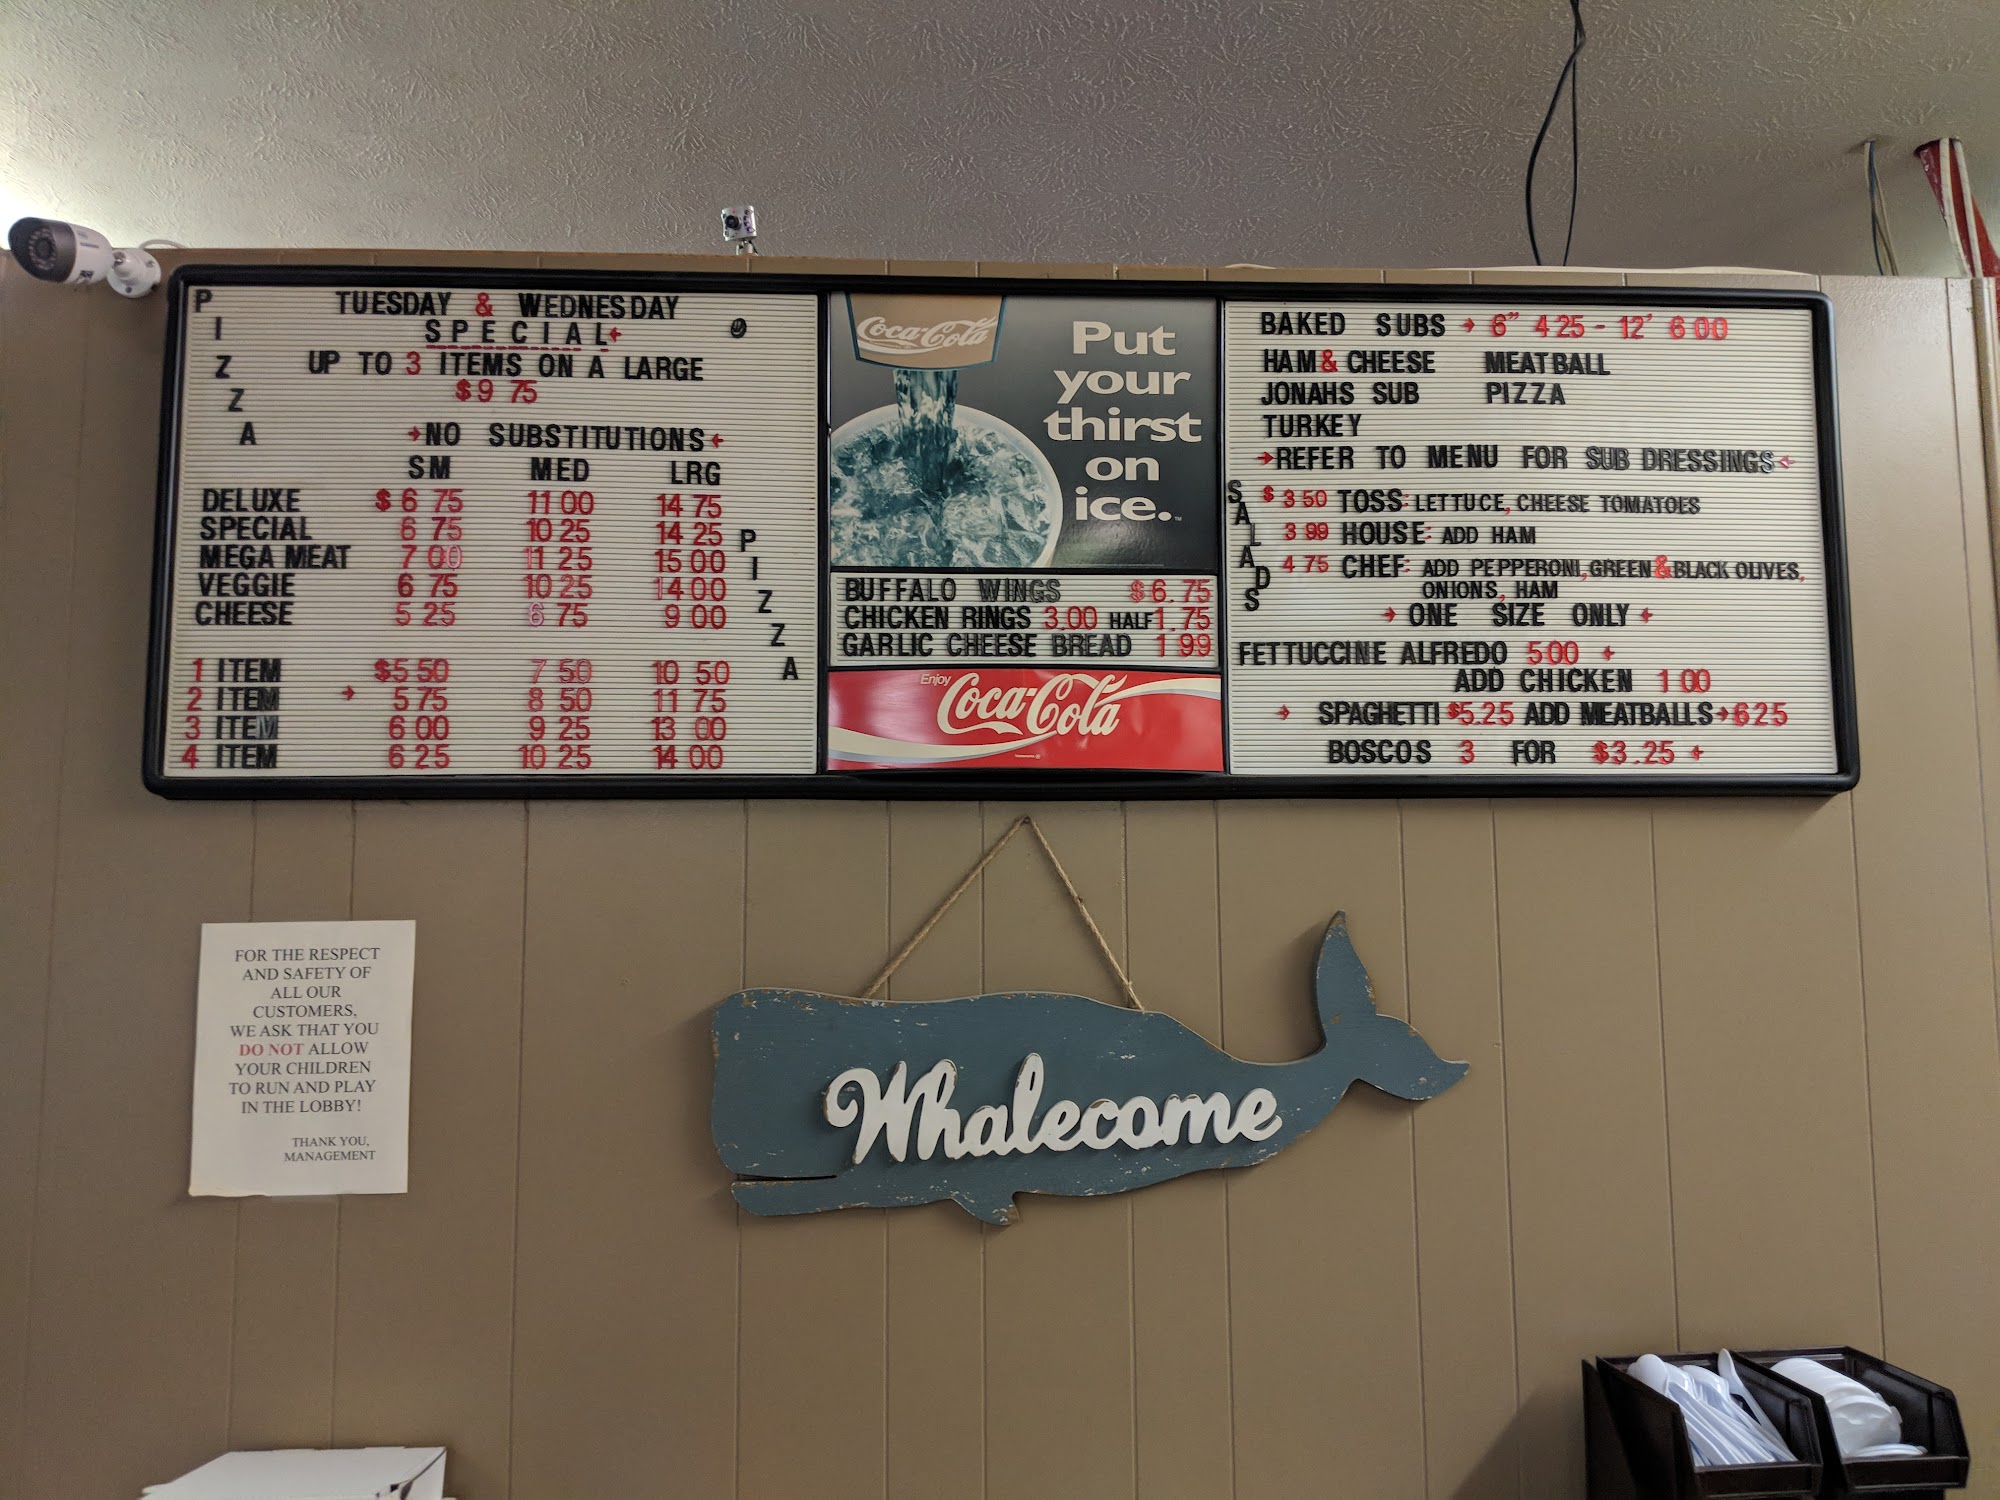 PIZZA
TUESDAY & WEDNESDAY
SPECIAL
UP TO 3 ITEMS ON A LARGE
$9 75
NO SUBSTITUTIONS
SM MED LRG
DELUXE $6 75 11 00 14 75
SPECIAL 6 75 10 25 14 25
MEGA MEAT 7 00 11 25 15 00
VEGGIE 6 75 10 25 14 00
CHEESE 5 25 6 75 9 00
1 ITEM $5 50 7 50 10 50
2 ITEM 5 75 8 50 11 75
3 ITEM 6 00 9 25 13 00
4 ITEM 6 25 10 25 14 00
PIZZA
Coca-Cola
Put
your
thirst
on
ice.™
BUFFALO WINGS $6.75
CHICKEN RINGS 3.00 HALF 1.75
GARLIC CHEESE BREAD 1 99
Enjoy
Coca-Cola
BAKED SUBS 6" 4 25 - 12' 6 00
HAM & CHEESE MEATBALL
JONAHS SUB PIZZA
TURKEY
REFER TO MENU FOR SUB DRESSINGS
SALADS
$ 3 50 TOSS: LETTUCE, CHEESE TOMATOES
3 99 HOUSE: ADD HAM
4 75 CHEF: ADD PEPPERONI, GREEN & BLACK OLIVES,
ONIONS, HAM
ONE SIZE ONLY
FETTUCCINE ALFREDO 5 00
ADD CHICKEN 1 00
SPAGHETTI $5.25 ADD MEATBALLS 6 25
BOSCOS 3 FOR $3.25
FOR THE RESPECT
AND SAFETY OF
ALL OUR
CUSTOMERS,
WE ASK THAT YOU
DO NOT ALLOW
YOUR CHILDREN
TO RUN AND PLAY
IN THE LOBBY!
THANK YOU,
MANAGEMENT
Whalecome